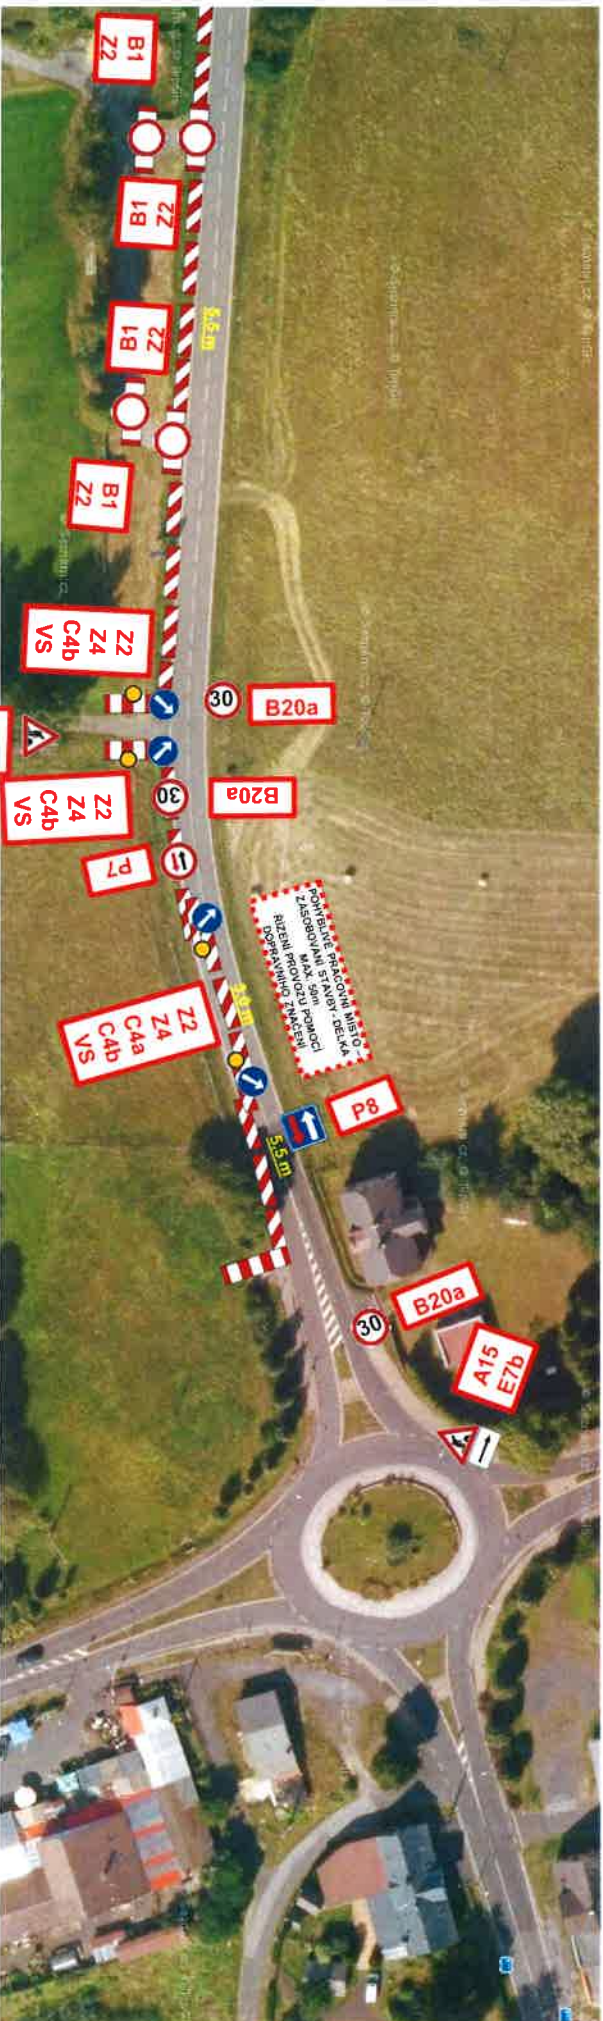 B1
Z2
B1
Z2
5,5 m
B1
Z2
B1
Z2
Z2
Z4
C4b
VS
30
B20a
30
B20a
Z2
Z4
C4b
VS
P7
POHYBLIVÉ PRACOVNÍ MÍSTO -
ZÁSOBOVÁNÍ STAVBY - DÉLKA
MAX. 50m
ŘÍZENÍ PROVOZU POMOCÍ
DOPRAVNÍHO ZNAČENÍ
Z2
Z4
C4a
C4b
VS
P8
5,5 m
30
B20a
A15
E7b